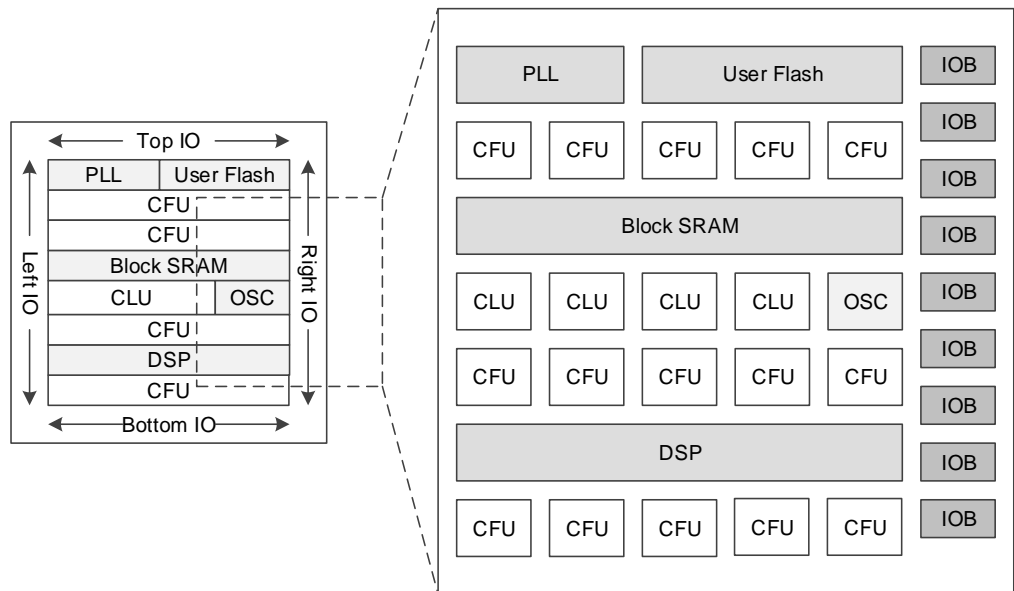 Top IO
PLL User Flash
CFU
CFU
Block SRAM
CLU OSC
CFU
DSP
CFU
Bottom IO
Left IO
Right IO
PLL User Flash IOB
IOB
CFU CFU CFU CFU CFU
IOB
Block SRAM IOB
CLU CLU CLU CLU OSC IOB
IOB
CFU CFU CFU CFU CFU
IOB
DSP IOB
CFU CFU CFU CFU CFU IOB